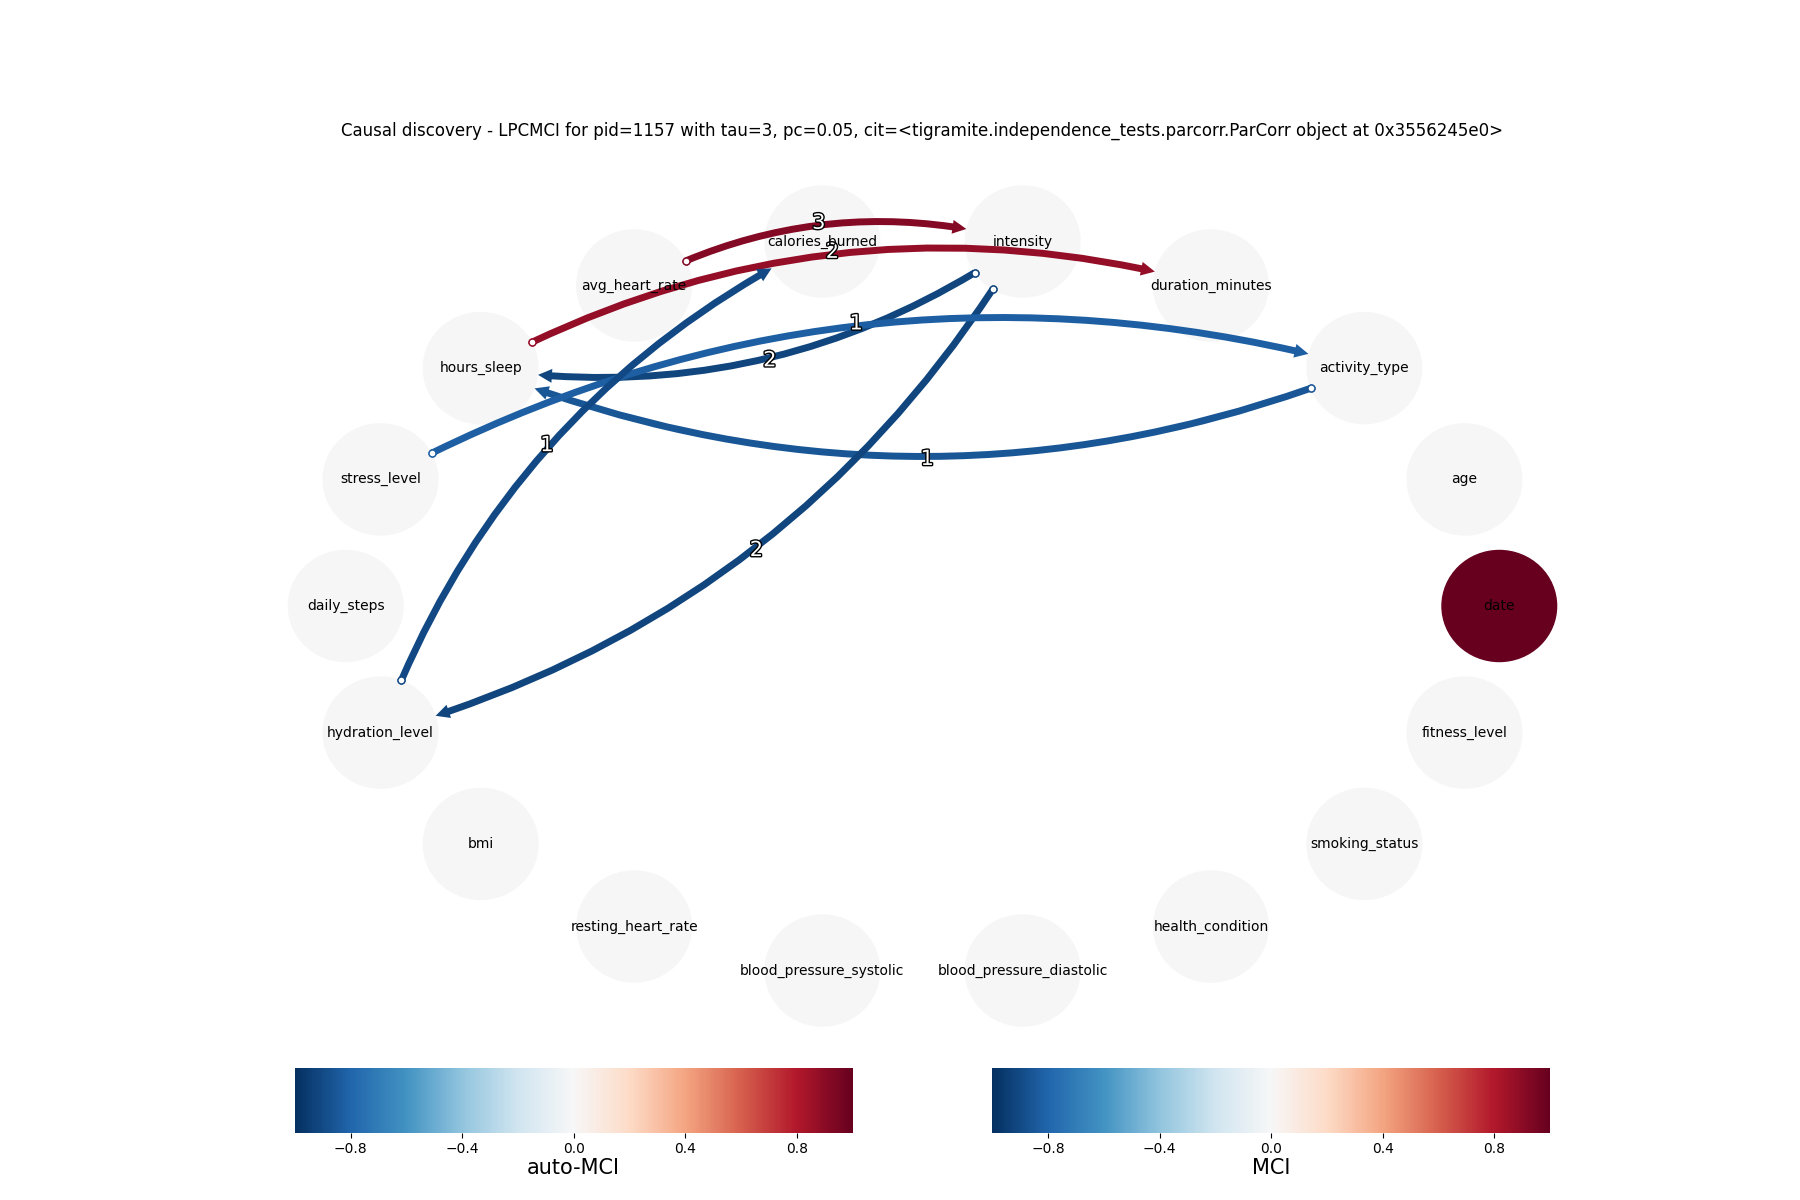 Causal discovery - LPCMCI for pid=1157 with tau=3, pc=0.05, cit=<tigramite.independence_tests.parcorr.ParCorr object at 0x3556245e0>
3
calories_burned
intensity
2
avg_heart_rate
duration_minutes
1
2
hours_sleep
activity_type
1
1
stress_level
age
2
daily_steps
date
hydration_level
fitness_level
bmi
smoking_status
resting_heart_rate
health_condition
blood_pressure_systolic
blood_pressure_diastolic
−0.8 −0.4 0.0 0.4 0.8
auto-MCI
−0.8 −0.4 0.0 0.4 0.8
MCI